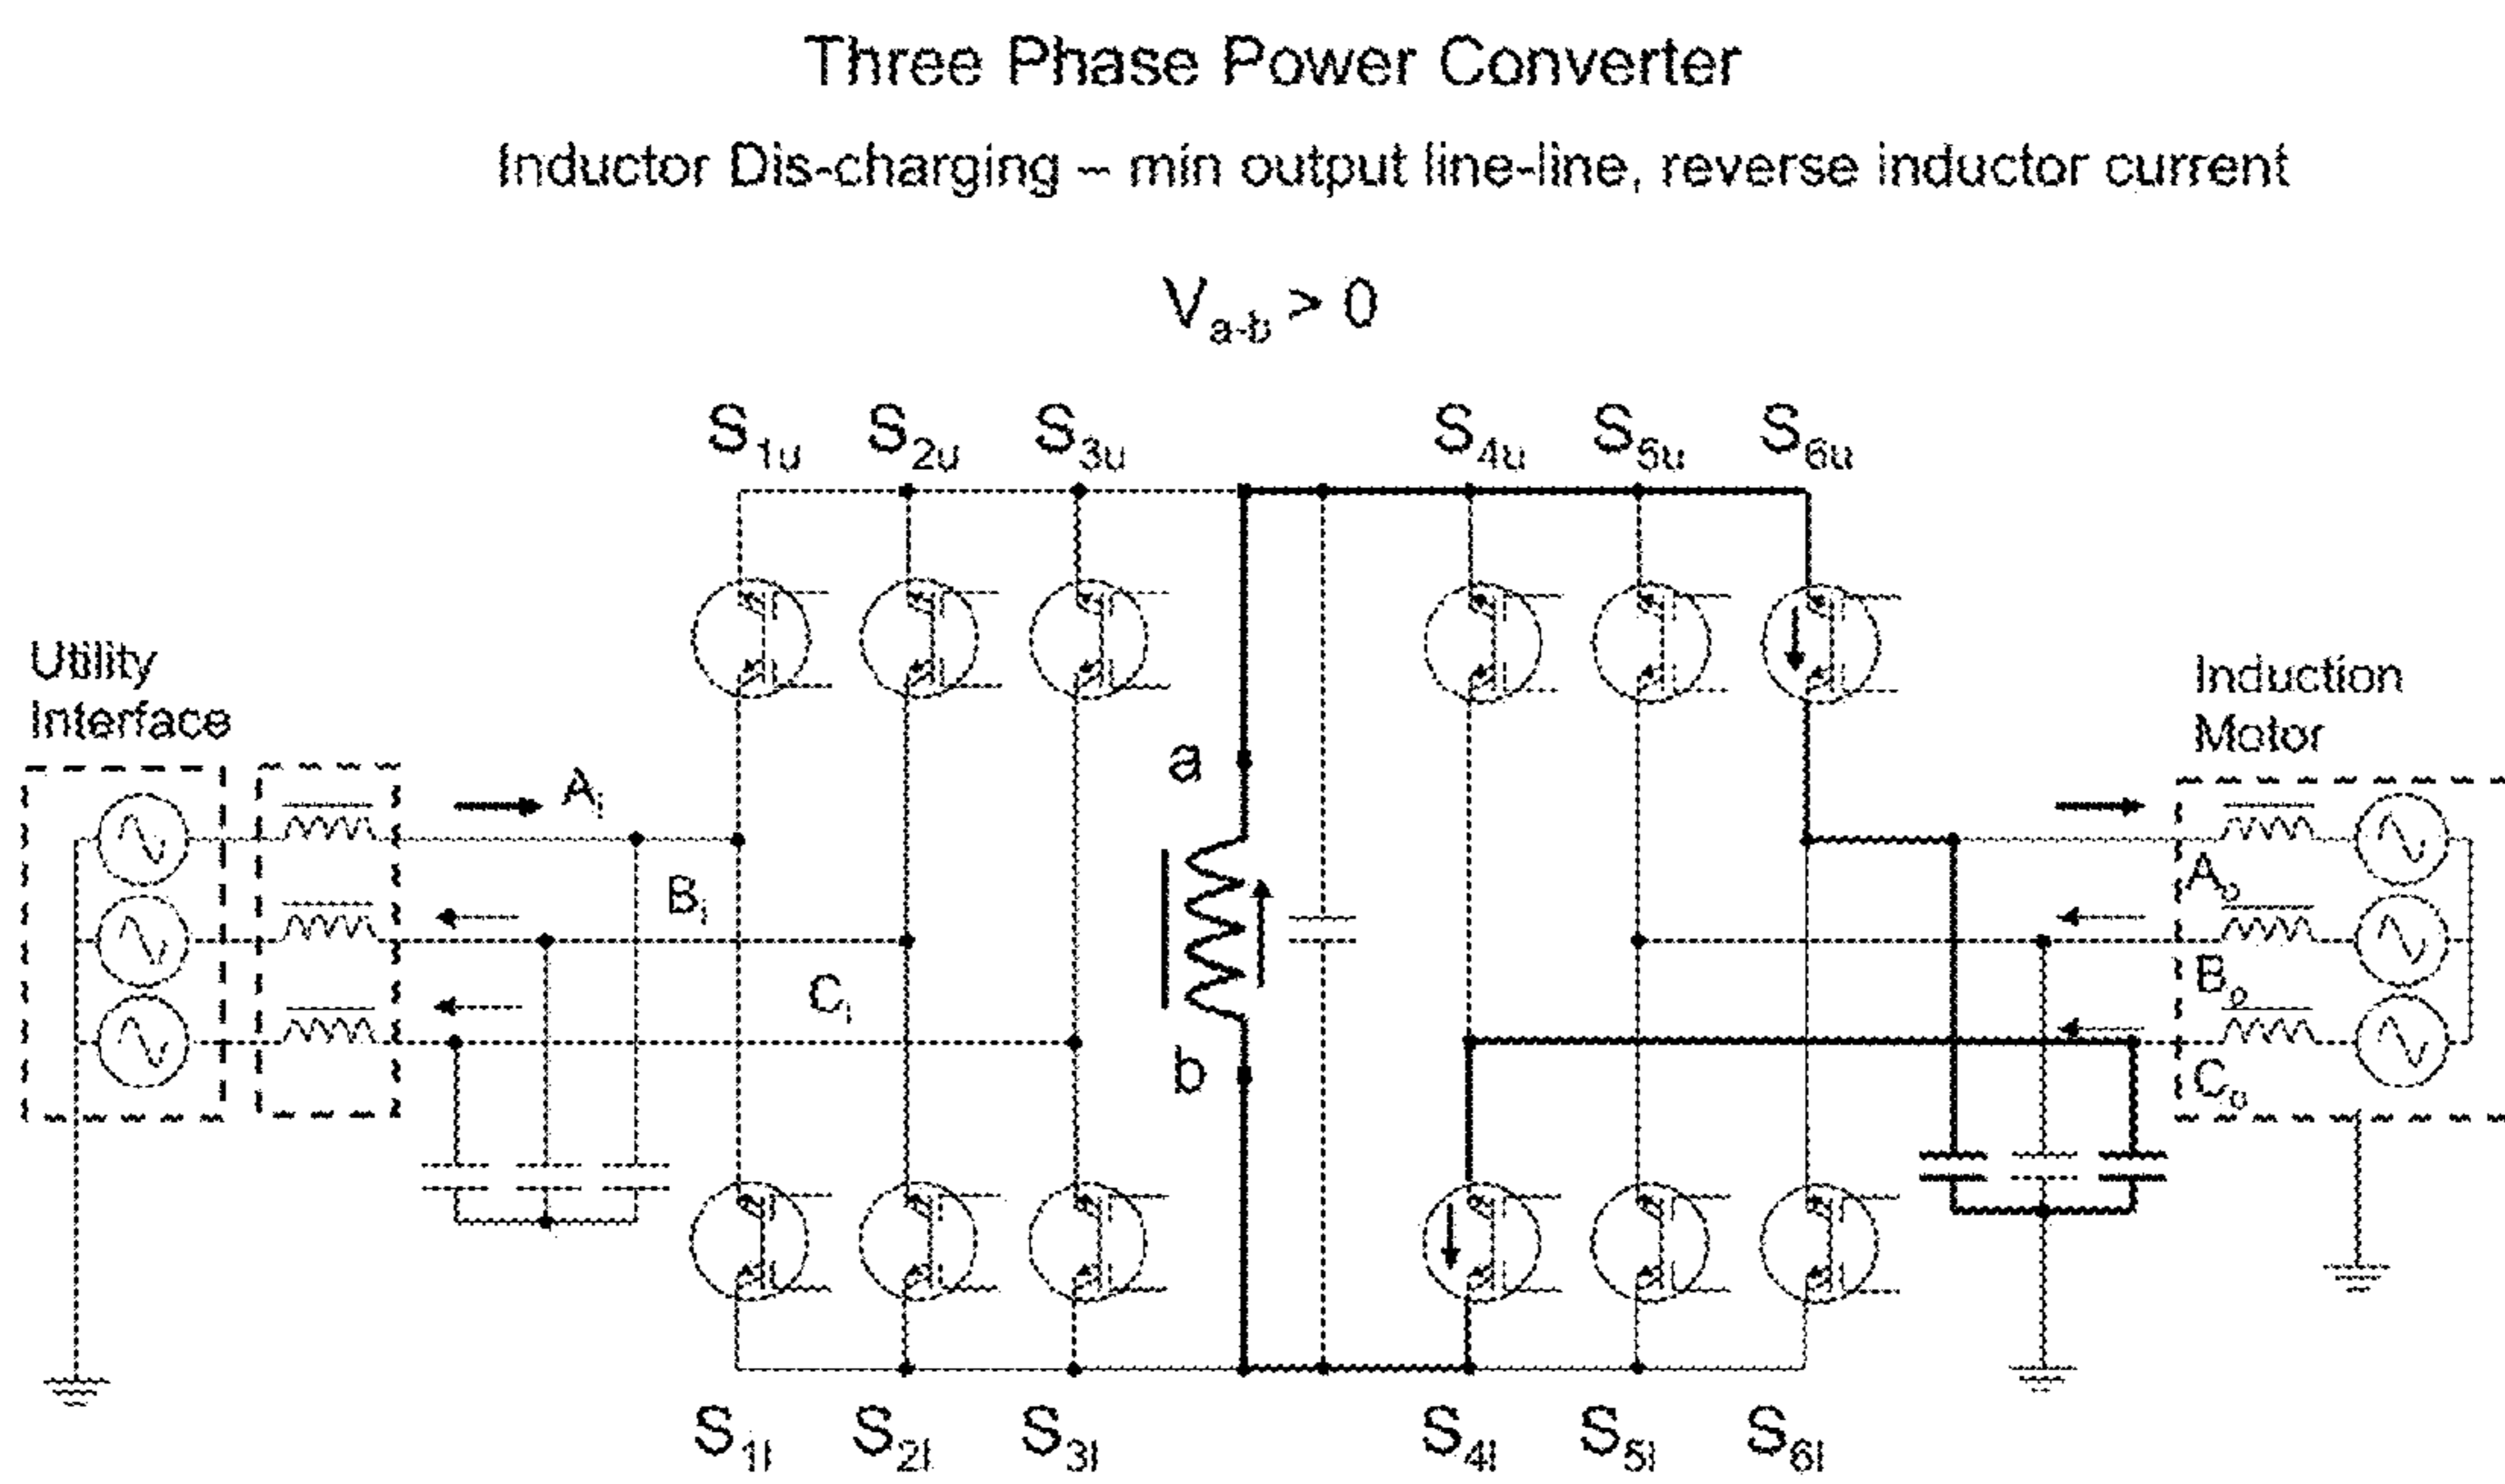 Three Phase Power Converter
Inductor Dis-charging – min output line-line, reverse inductor current
Va-b > 0
S1u S2u S3u S4u S5u S6u
Utility
Interface
Induction
Motor
a
Ai
Bi
Ao
Ci
Bo
b
Co
S1l S2l S3l S4l S5l S6l